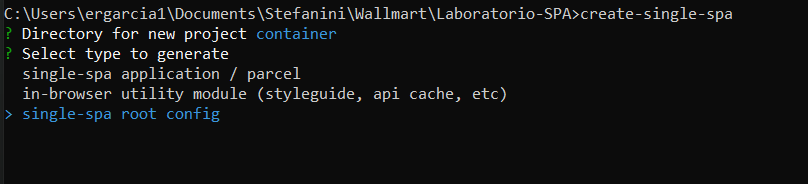 C:\Users\ergarcia1\Documents\Stefanini\Wallmart\Laboratorio-SPA>create-single-spa
? Directory for new project container
? Select type to generate
  single-spa application / parcel
  in-browser utility module (styleguide, api cache, etc)
> single-spa root config